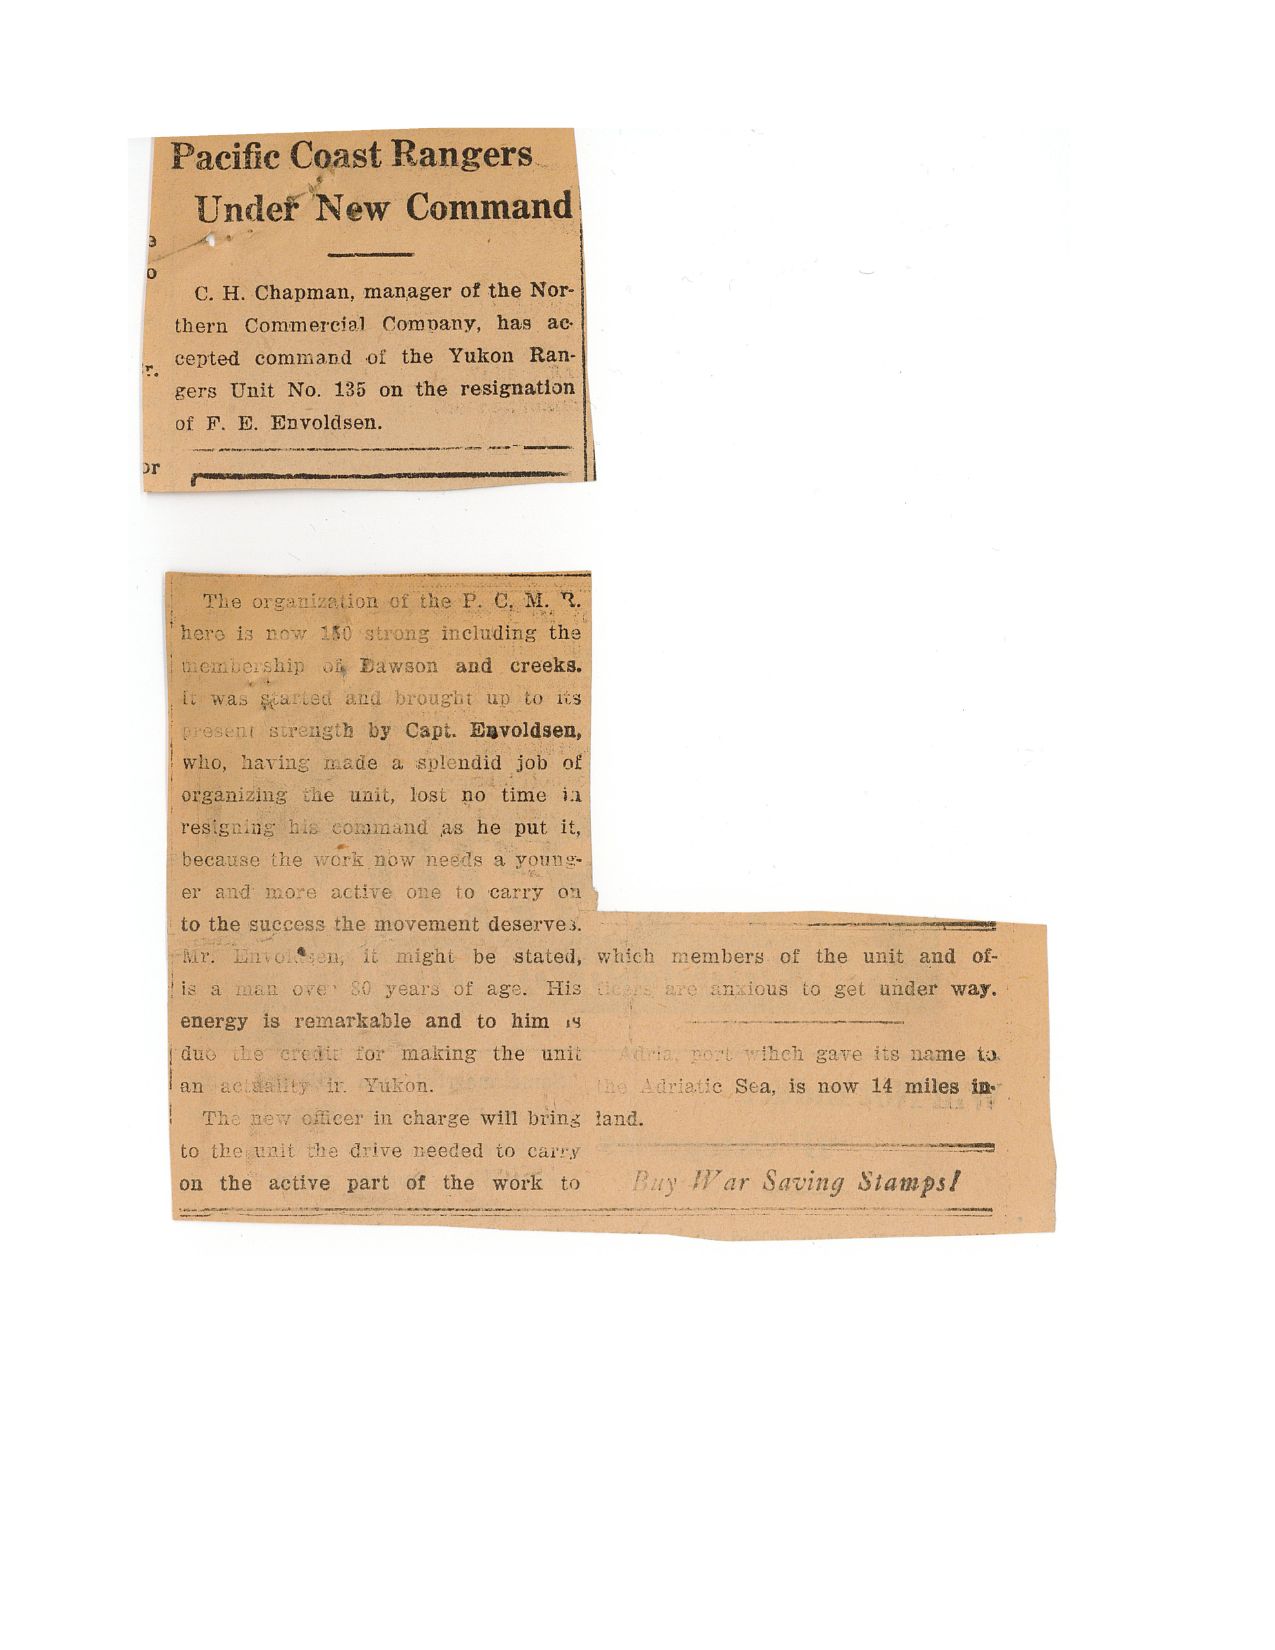 Pacific Coast Rangers
Under New Command
C. H. Chapman, manager of the Nor-
thern Commercial Company, has ac-
cepted command of the Yukon Ran-
gers Unit No. 135 on the resignation
of F. E. Envoldsen.
r.
or
The organization of the P. C. M. R.
here is now strong including the
membership of Dawson and creeks.
It was started and brought up to its
present strength by Capt. Envoldsen,
who, having made a splendid job of
organizing the unit, lost no time in
resigning his command as he put it,
because the work now needs a young-
er and more active one to carry on
to the success the movement deserves.
Mr. Envoldsen, it might be stated,
is a man over 80 years of age. His
energy is remarkable and to him is
due the credit for making the unit
an actuality in Yukon.
The new officer in charge will bring
to the unit the drive needed to carry
on the active part of the work to
which members of the unit and of-
ficers are anxious to get under way.
Adria, port wihch gave its name to
the Adriatic Sea, is now 14 miles in-
land.
Buy War Saving Stamps!